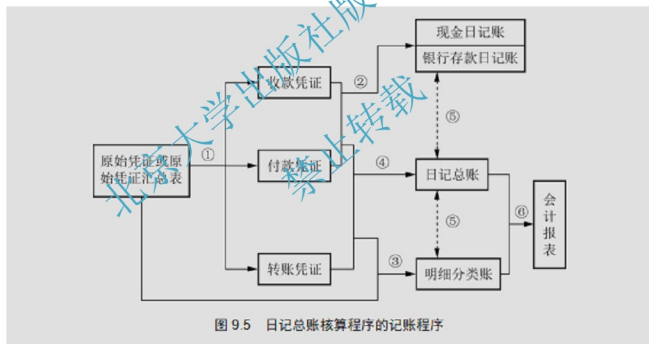 现金日记账
银行存款日记账
收款凭证
②
⑤
原始凭证或原
始凭证汇总表
①
付款凭证
④
日记总账
会计报表
⑥
⑤
转账凭证
③
明细分类账
图 9.5 日记总账核算程序的记账程序
北京大学出版社版
禁止转载